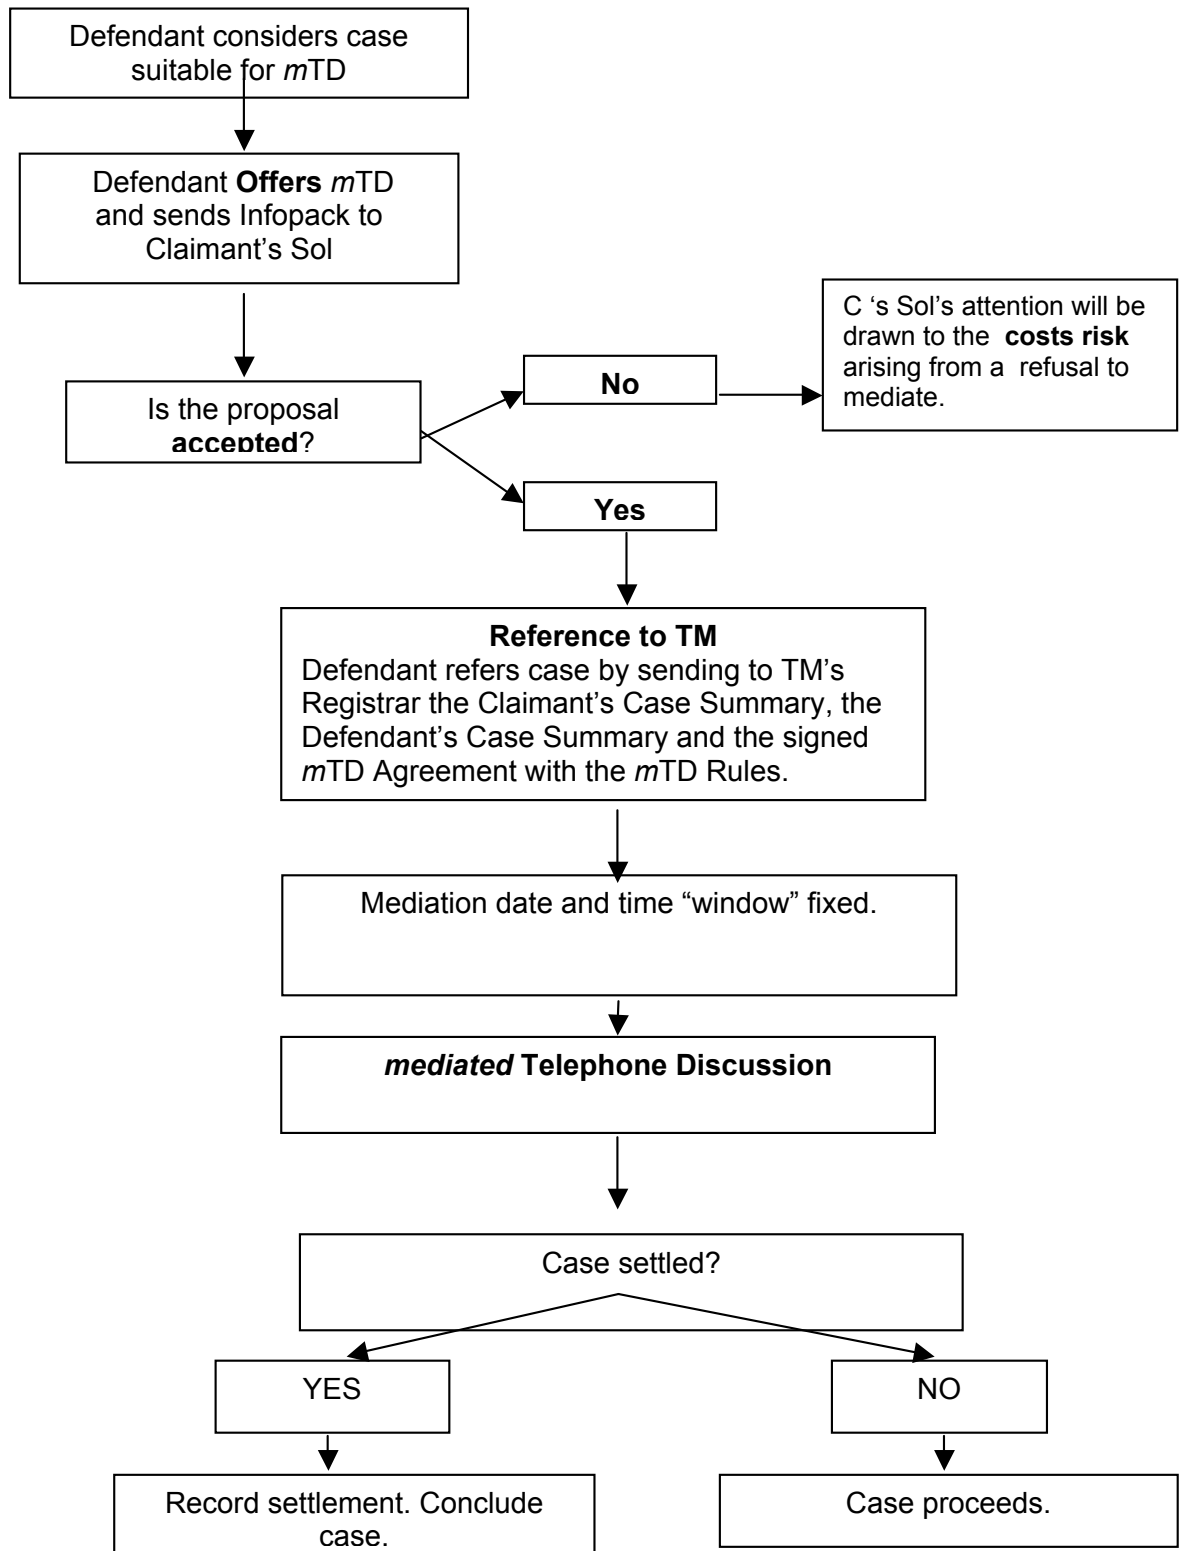 Defendant considers case
suitable for mTD
Defendant Offers mTD
and sends Infopack to
Claimant’s Sol
C ‘s Sol’s attention will be
drawn to the costs risk
arising from a refusal to
mediate.
No
Is the proposal
accepted?
Yes
Reference to TM
Defendant refers case by sending to TM’s
Registrar the Claimant’s Case Summary, the
Defendant’s Case Summary and the signed
mTD Agreement with the mTD Rules.
Mediation date and time “window” fixed.
mediated Telephone Discussion
Case settled?
YES
NO
Record settlement. Conclude
case.
Case proceeds.